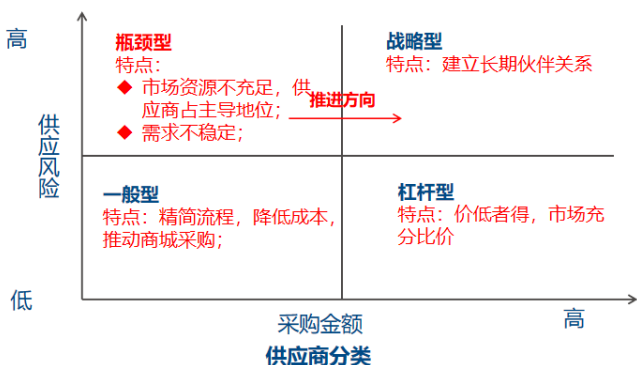 高
瓶颈型
特点：
◆ 市场资源不充足，供
应商占主导地位；
◆ 需求不稳定；
推进方向
战略型
特点：建立长期伙伴关系
供应风险
一般型
特点：精简流程，降低成本，
推动商城采购；
杠杆型
特点：价低者得，市场充
分比价
低
采购金额
高
供应商分类